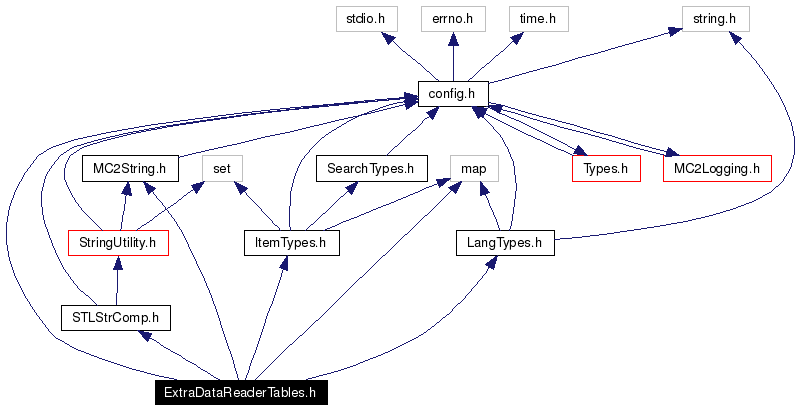 stdio.h
errno.h
time.h
string.h
config.h
MC2String.h
set
SearchTypes.h
map
Types.h
MC2Logging.h
StringUtility.h
ItemTypes.h
LangTypes.h
STLStrComp.h
ExtraDataReaderTables.h